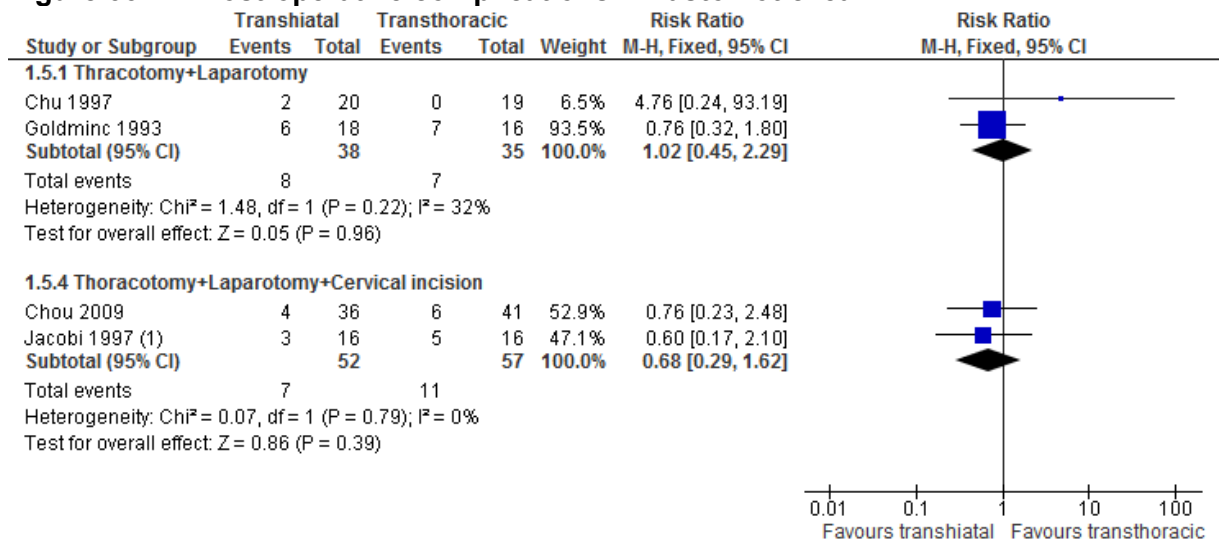 Transhiatal Transthoracic Risk Ratio Risk Ratio
Study or Subgroup Events Total Events Total Weight M-H, Fixed, 95% CI M-H, Fixed, 95% CI
1.5.1 Thracotomy+Laparotomy
Chu 1997 2 20 0 19 6.5% 4.76 [0.24, 93.19]
Goldminc 1993 6 18 7 16 93.5% 0.76 [0.32, 1.80]
Subtotal (95% CI) 38 35 100.0% 1.02 [0.45, 2.29]
Total events 8 7
Heterogeneity: Chi² = 1.48, df = 1 (P = 0.22); I² = 32%
Test for overall effect: Z = 0.05 (P = 0.96)
1.5.4 Thoracotomy+Laparotomy+Cervical incision
Chou 2009 4 36 6 41 52.9% 0.76 [0.23, 2.48]
Jacobi 1997 (1) 3 16 5 16 47.1% 0.60 [0.17, 2.10]
Subtotal (95% CI) 52 57 100.0% 0.68 [0.29, 1.62]
Total events 7 11
Heterogeneity: Chi² = 0.07, df = 1 (P = 0.79); I² = 0%
Test for overall effect: Z = 0.86 (P = 0.39)
0.01 0.1 1 10 100
Favours transhiatal Favours transthoracic